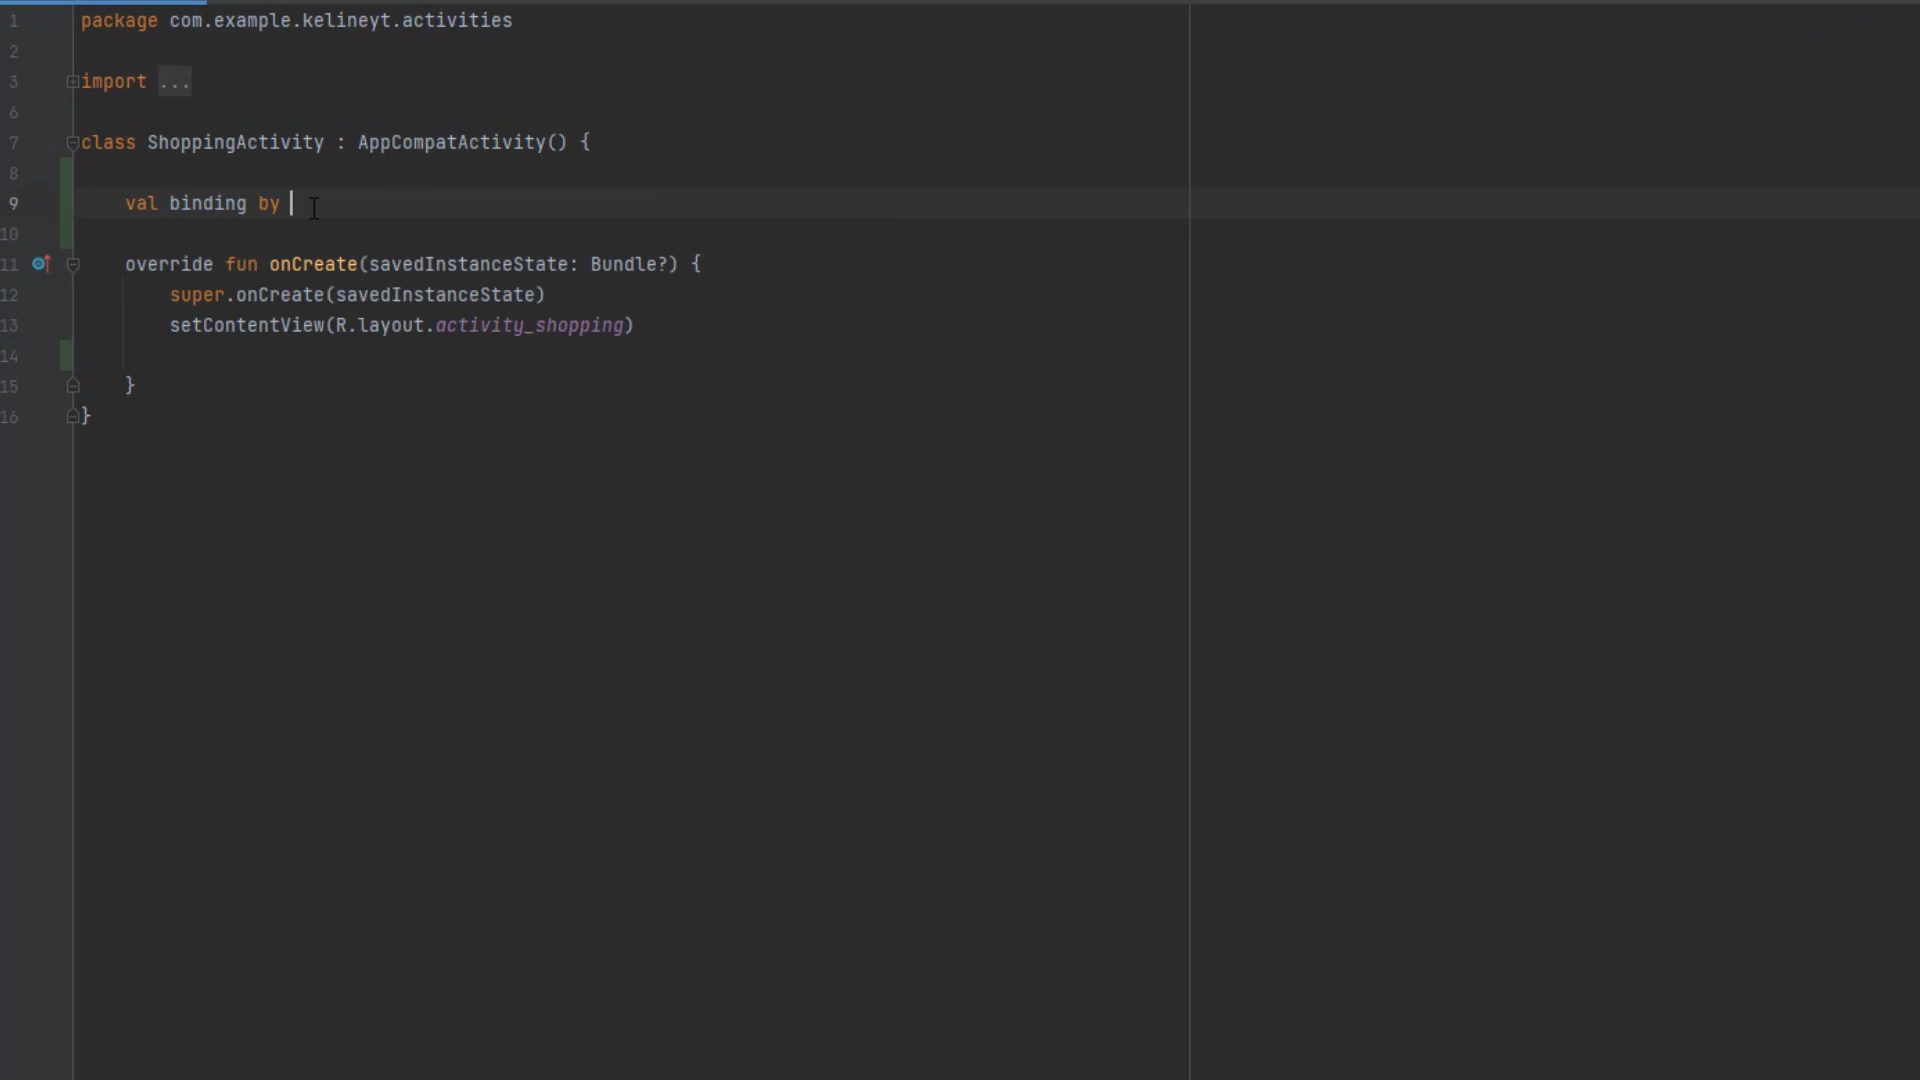 1 package com.example.kelineyt.activities
2
3 import ...
6
7 class ShoppingActivity : AppCompatActivity() {
8
9 val binding by
10
11 override fun onCreate(savedInstanceState: Bundle?) {
12 super.onCreate(savedInstanceState)
13 setContentView(R.layout.activity_shopping)
14
15 }
16 }